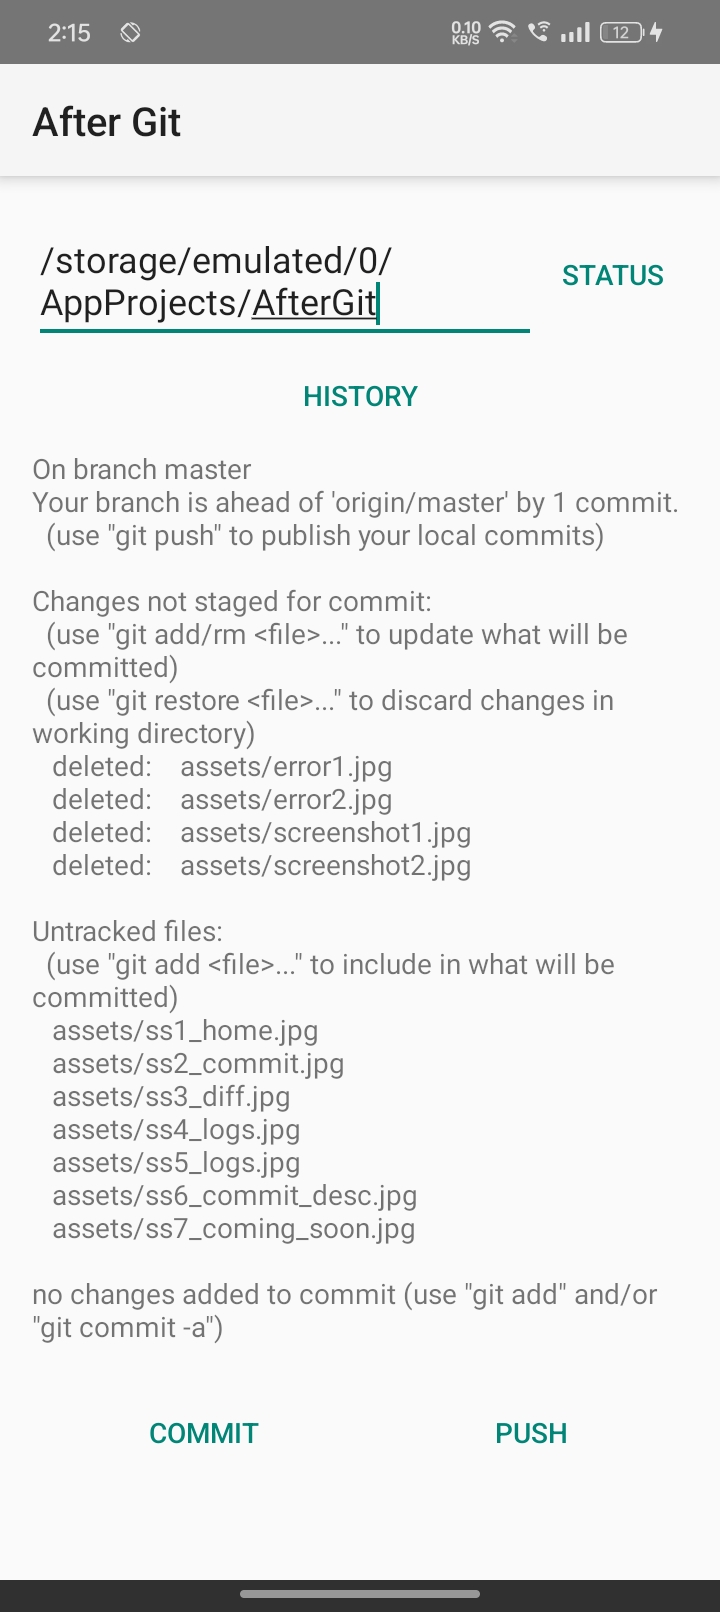 2:15
0.10
KB/S
12
After Git
/storage/emulated/0/
AppProjects/AfterGit
STATUS
HISTORY
On branch master
Your branch is ahead of 'origin/master' by 1 commit.
(use "git push" to publish your local commits)
Changes not staged for commit:
(use "git add/rm <file>..." to update what will be
committed)
(use "git restore <file>..." to discard changes in
working directory)
deleted: assets/error1.jpg
deleted: assets/error2.jpg
deleted: assets/screenshot1.jpg
deleted: assets/screenshot2.jpg
Untracked files:
(use "git add <file>..." to include in what will be
committed)
assets/ss1_home.jpg
assets/ss2_commit.jpg
assets/ss3_diff.jpg
assets/ss4_logs.jpg
assets/ss5_logs.jpg
assets/ss6_commit_desc.jpg
assets/ss7_coming_soon.jpg
no changes added to commit (use "git add" and/or
"git commit -a")
COMMIT
PUSH